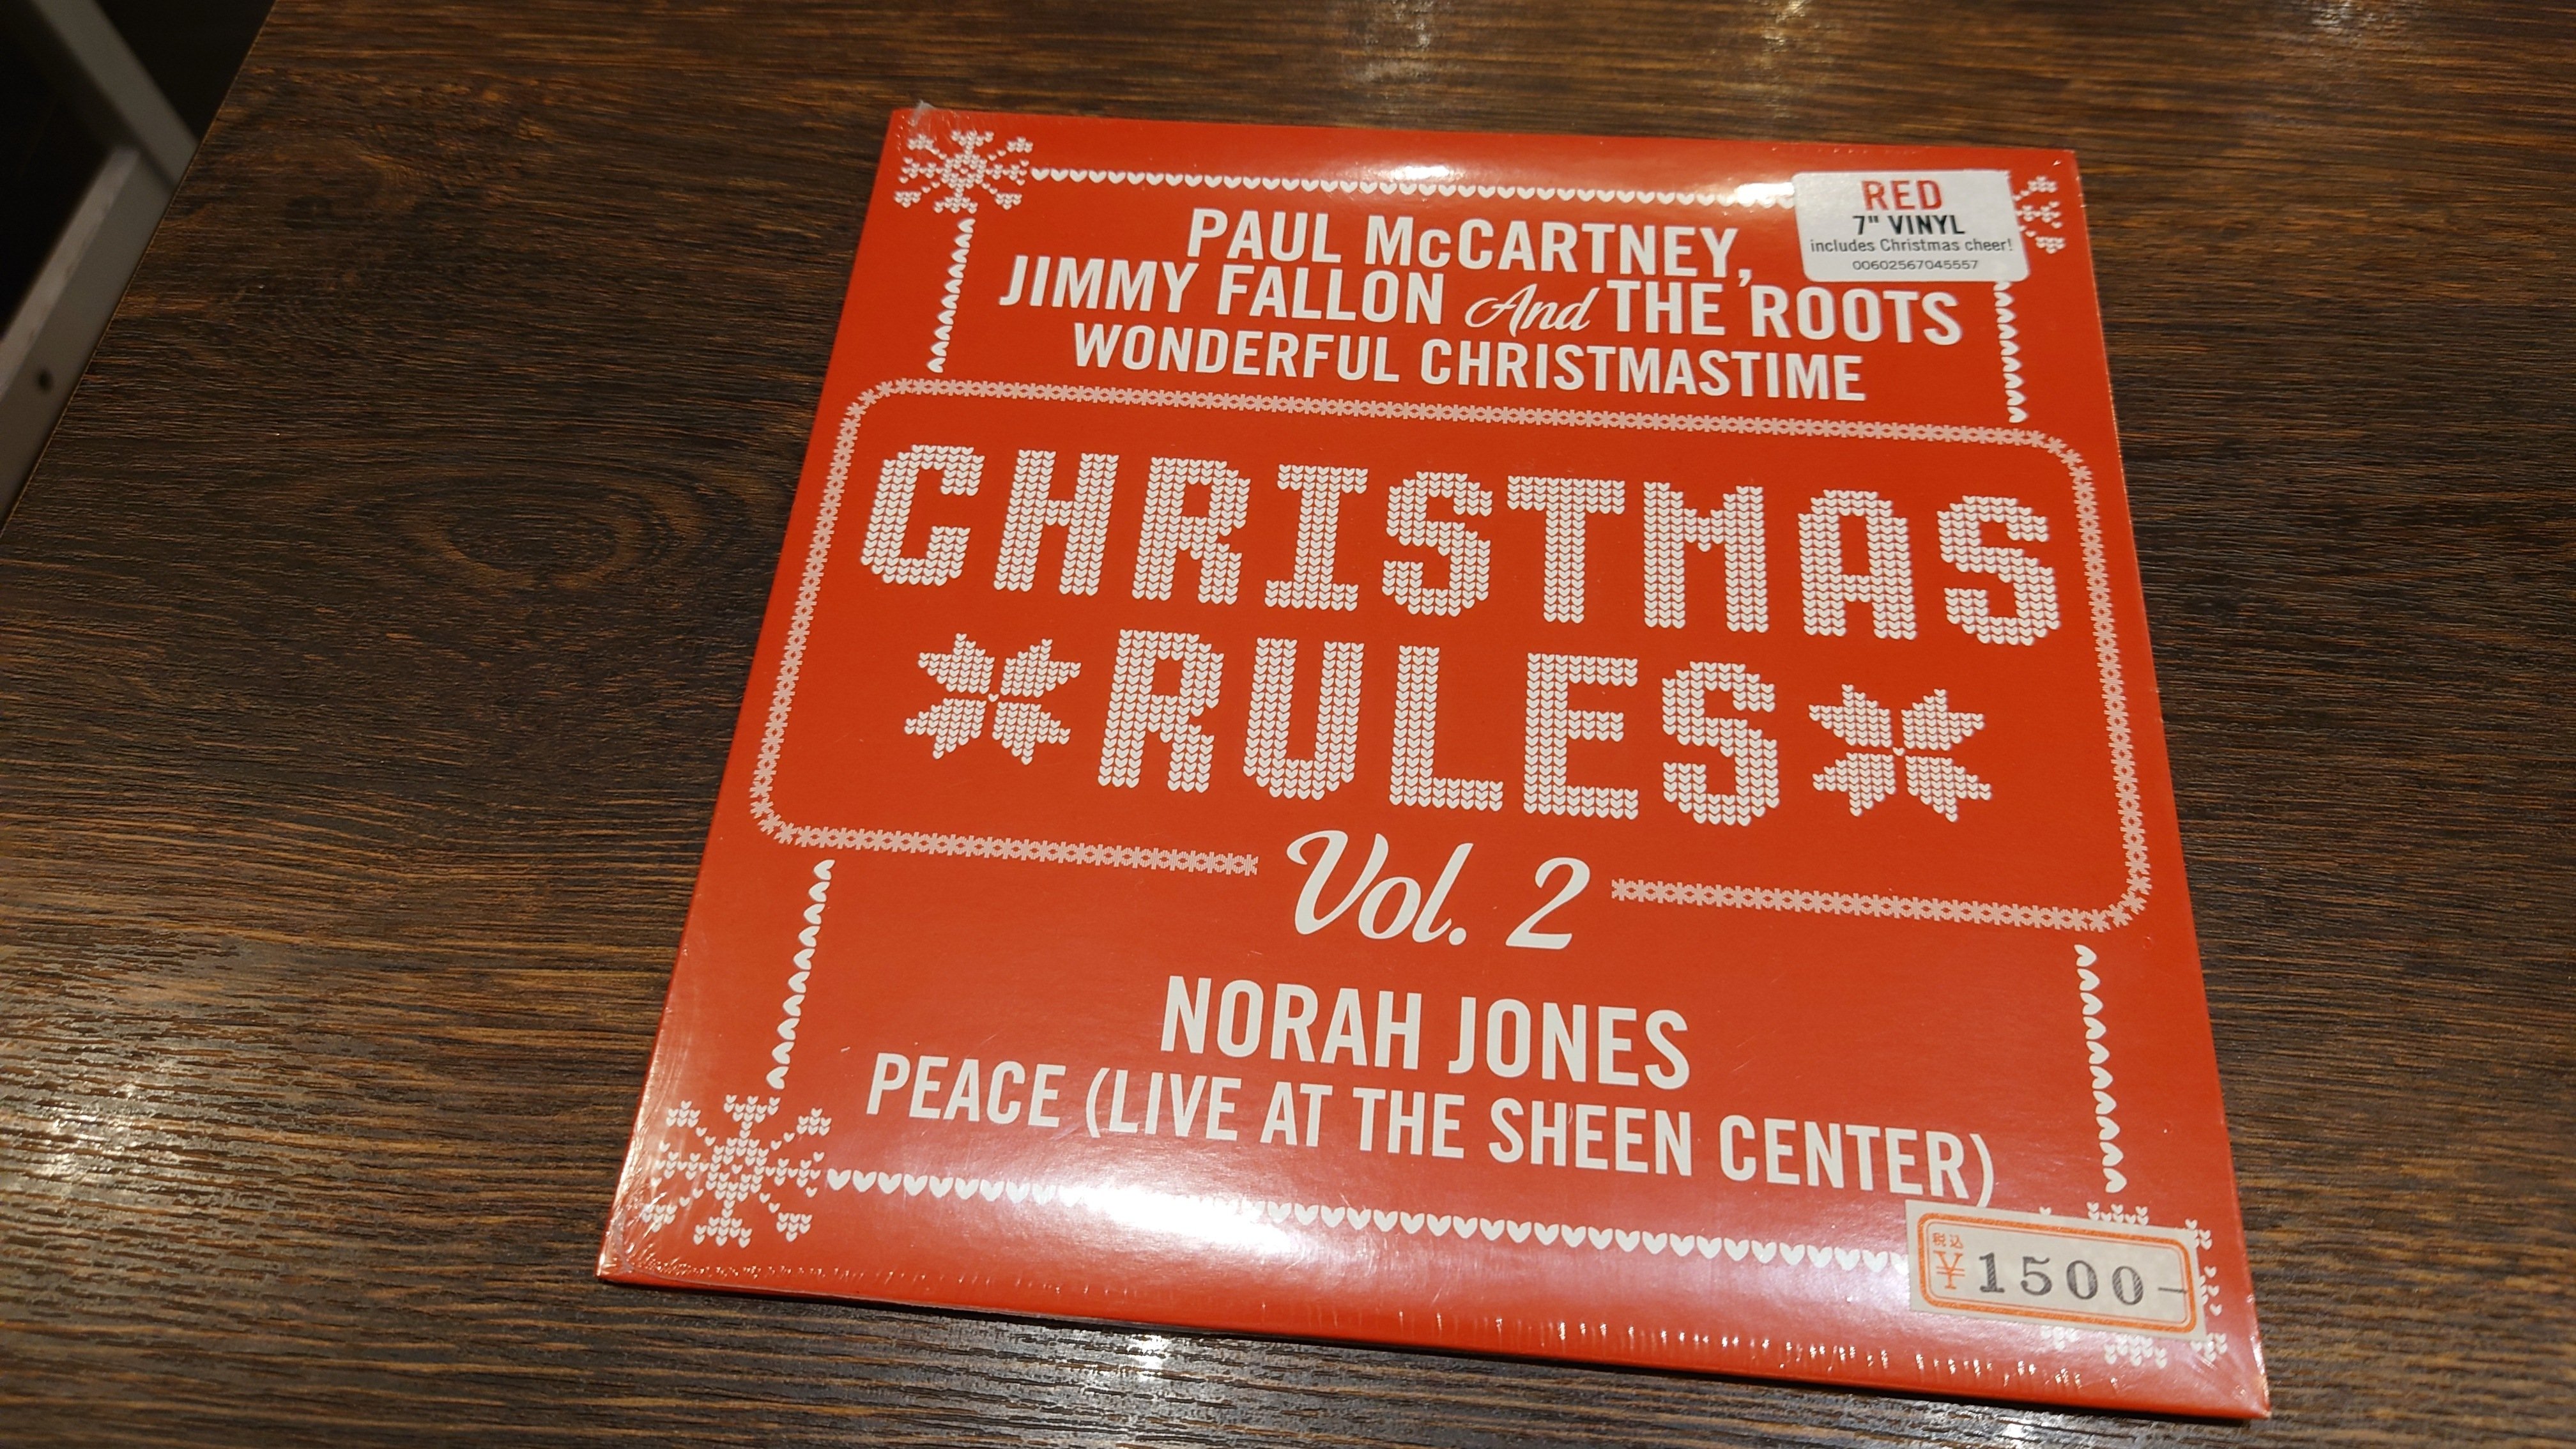 RED
7" VINYL
includes Christmas cheer!
00602567045557
PAUL McCARTNEY,
JIMMY FALLON And THE ROOTS
WONDERFUL CHRISTMASTIME
CHRISTMAS
RULES
Vol. 2
NORAH JONES
PEACE (LIVE AT THE SHEEN CENTER)
税込
¥1500-